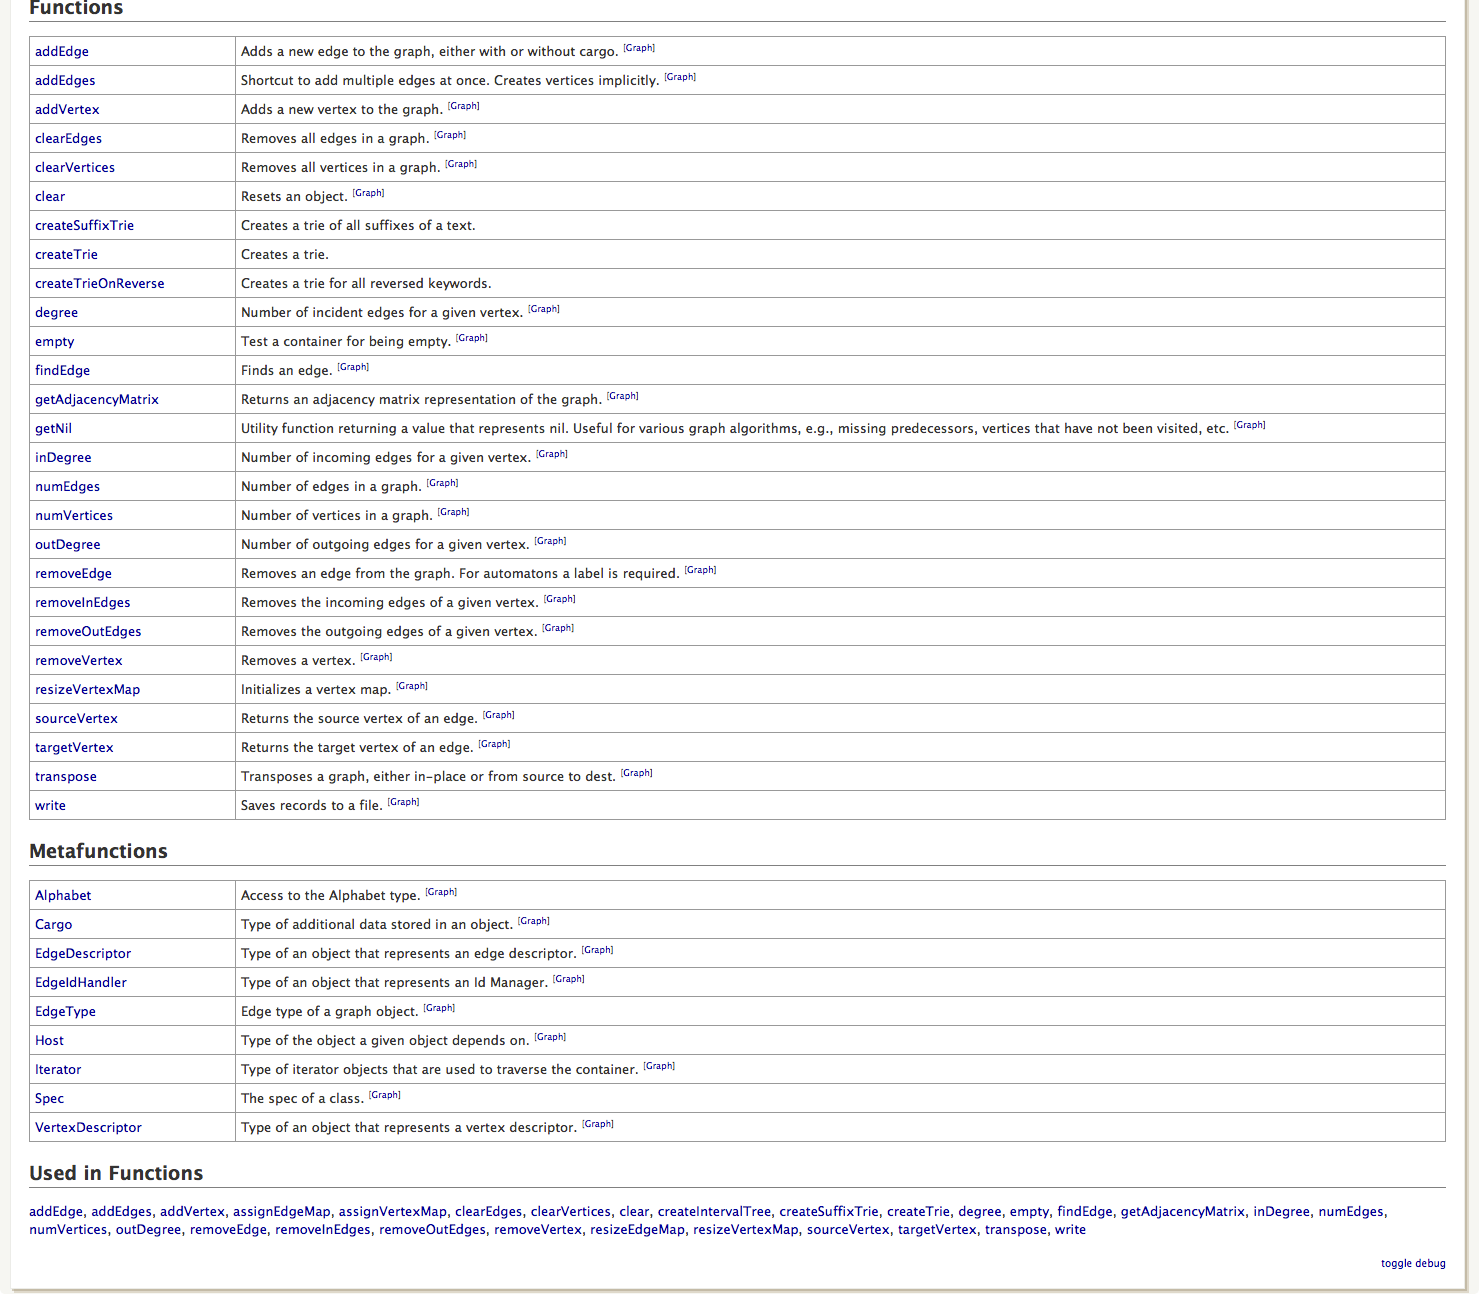 Functions
addEdge Adds a new edge to the graph, either with or without cargo. [Graph]
addEdges Shortcut to add multiple edges at once. Creates vertices implicitly. [Graph]
addVertex Adds a new vertex to the graph. [Graph]
clearEdges Removes all edges in a graph. [Graph]
clearVertices Removes all vertices in a graph. [Graph]
clear Resets an object. [Graph]
createSuffixTrie Creates a trie of all suffixes of a text.
createTrie Creates a trie.
createTrieOnReverse Creates a trie for all reversed keywords.
degree Number of incident edges for a given vertex. [Graph]
empty Test a container for being empty. [Graph]
findEdge Finds an edge. [Graph]
getAdjacencyMatrix Returns an adjacency matrix representation of the graph. [Graph]
getNil Utility function returning a value that represents nil. Useful for various graph algorithms, e.g., missing predecessors, vertices that have not been visited, etc. [Graph]
inDegree Number of incoming edges for a given vertex. [Graph]
numEdges Number of edges in a graph. [Graph]
numVertices Number of vertices in a graph. [Graph]
outDegree Number of outgoing edges for a given vertex. [Graph]
removeEdge Removes an edge from the graph. For automatons a label is required. [Graph]
removeInEdges Removes the incoming edges of a given vertex. [Graph]
removeOutEdges Removes the outgoing edges of a given vertex. [Graph]
removeVertex Removes a vertex. [Graph]
resizeVertexMap Initializes a vertex map. [Graph]
sourceVertex Returns the source vertex of an edge. [Graph]
targetVertex Returns the target vertex of an edge. [Graph]
transpose Transposes a graph, either in-place or from source to dest. [Graph]
write Saves records to a file. [Graph]
Metafunctions
Alphabet Access to the Alphabet type. [Graph]
Cargo Type of additional data stored in an object. [Graph]
EdgeDescriptor Type of an object that represents an edge descriptor. [Graph]
EdgeIdHandler Type of an object that represents an Id Manager. [Graph]
EdgeType Edge type of a graph object. [Graph]
Host Type of the object a given object depends on. [Graph]
Iterator Type of iterator objects that are used to traverse the container. [Graph]
Spec The spec of a class. [Graph]
VertexDescriptor Type of an object that represents a vertex descriptor. [Graph]
Used in Functions
addEdge, addEdges, addVertex, assignEdgeMap, assignVertexMap, clearEdges, clearVertices, clear, createIntervalTree, createSuffixTrie, createTrie, degree, empty, findEdge, getAdjacencyMatrix, inDegree, numEdges,
numVertices, outDegree, removeEdge, removeInEdges, removeOutEdges, removeVertex, resizeEdgeMap, resizeVertexMap, sourceVertex, targetVertex, transpose, write
toggle debug